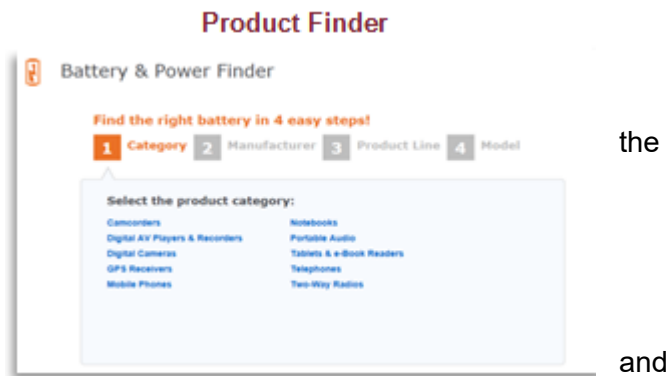 Product Finder
Battery & Power Finder
Find the right battery in 4 easy steps!
1 Category 2 Manufacturer 3 Product Line 4 Model
the
Select the product category:
Camcorders Notebooks
Digital AV Players & Recorders Portable Audio
Digital Cameras Tablets & e-Book Readers
GPS Receivers Telephones
Mobile Phones Two-Way Radios
and